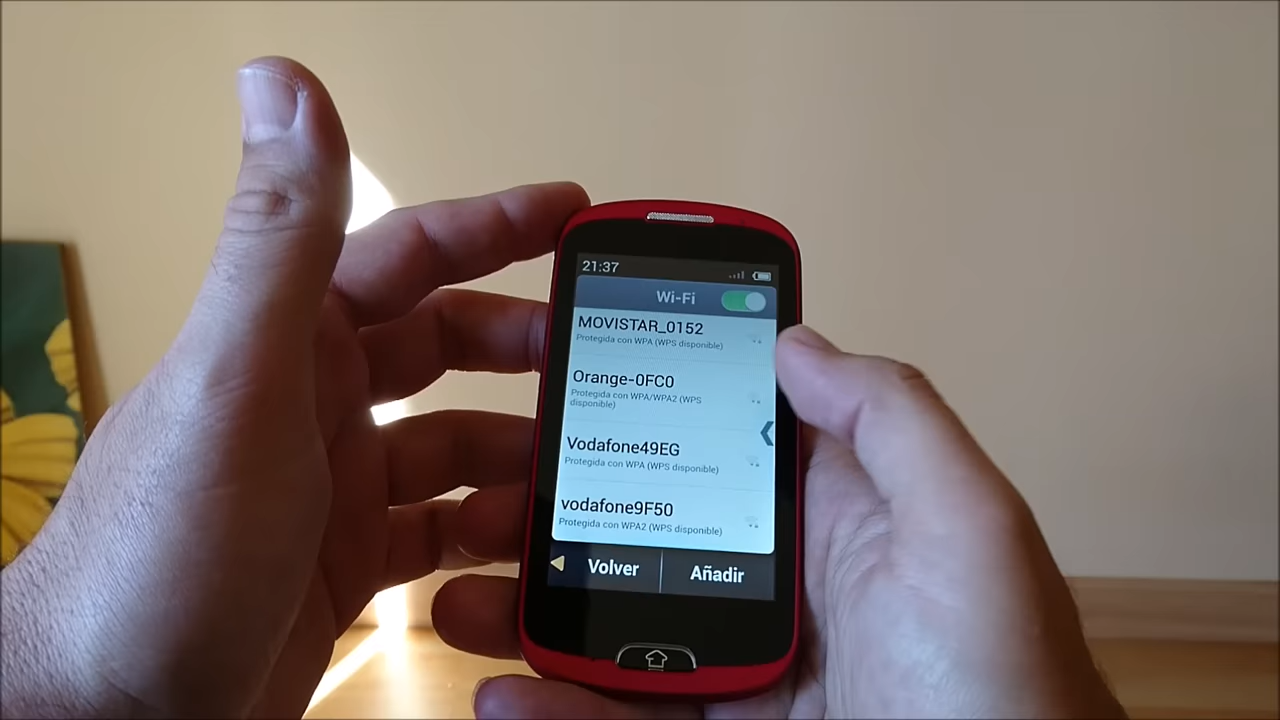 21:37
Wi-Fi
MOVISTAR_0152
Protegida con WPA (WPS disponible)
Orange-0FC0
Protegida con WPA/WPA2 (WPS
disponible)
Vodafone49EG
Protegida con WPA (WPS disponible)
vodafone9F50
Protegida con WPA2 (WPS disponible)
Volver
Añadir